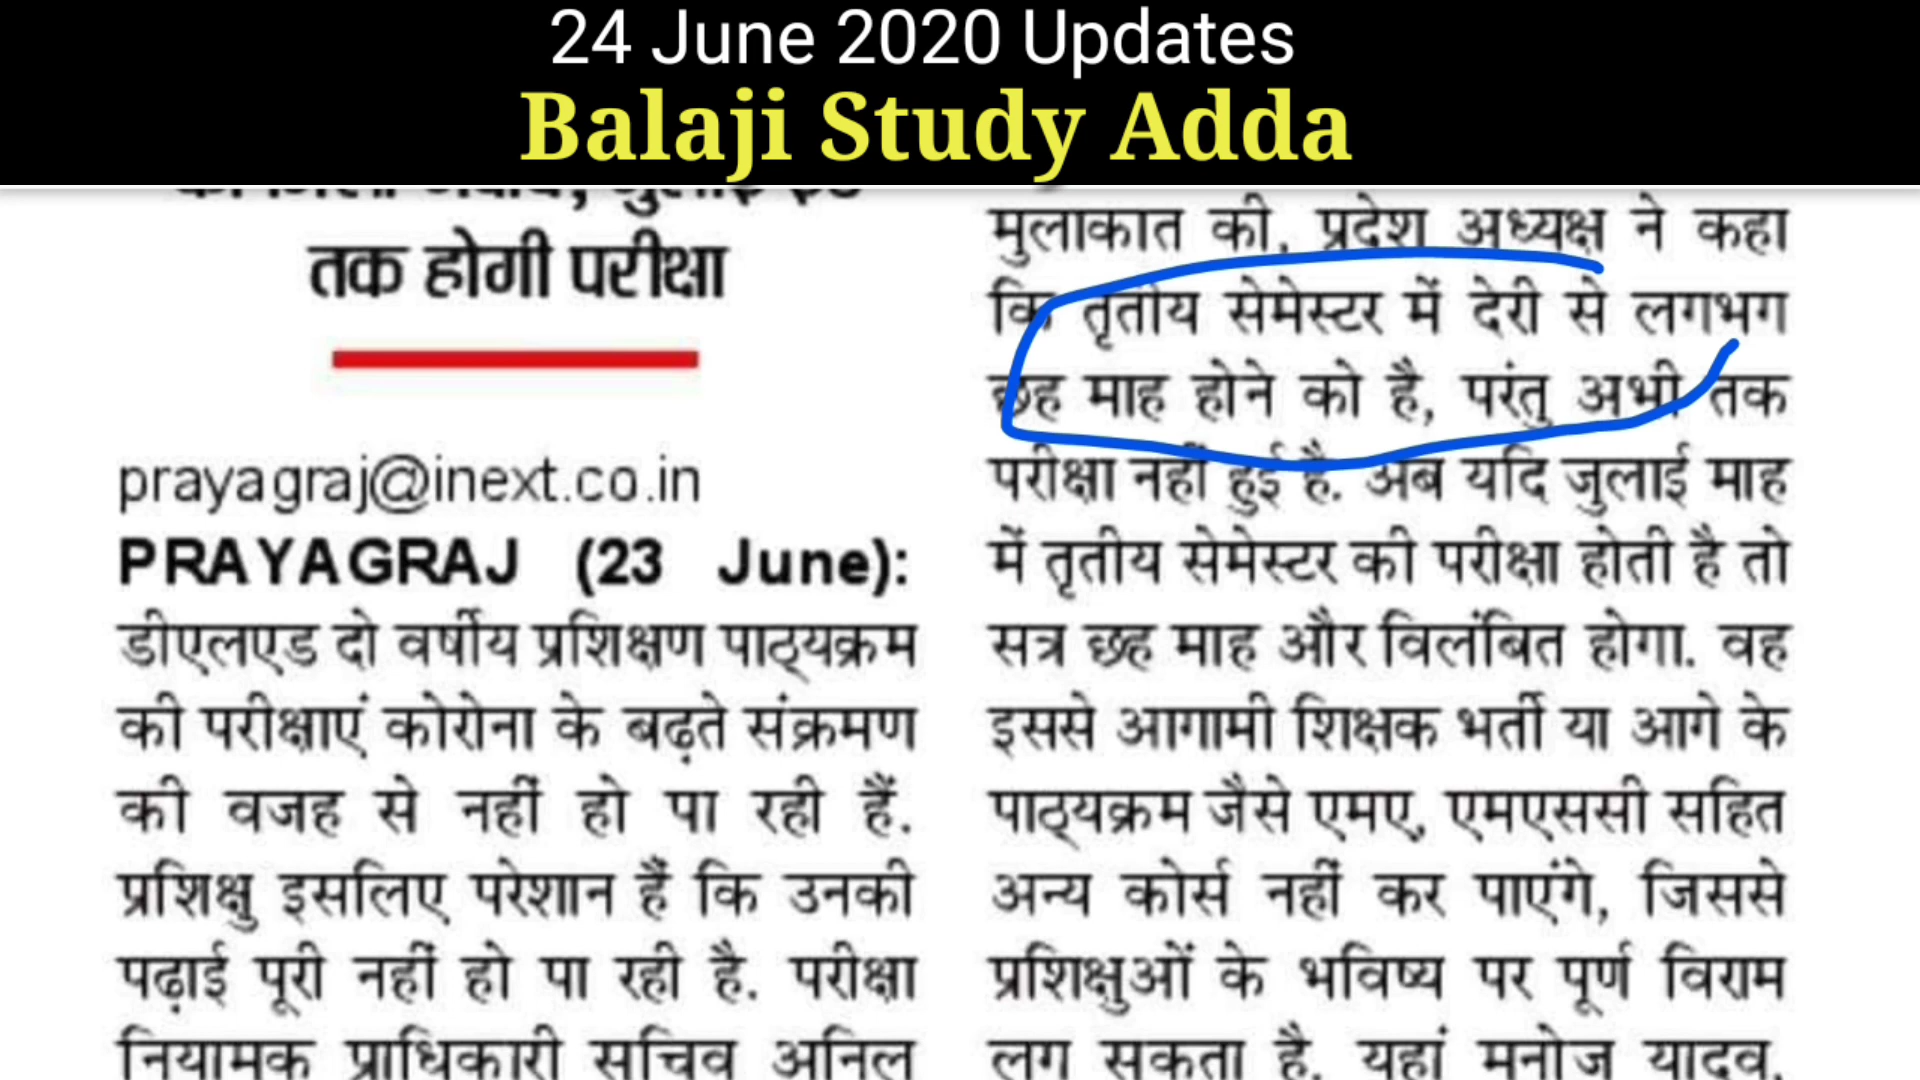 24 June 2020 Updates
Balaji Study Adda
तक होगी परीक्षा
prayagraj@inext.co.in
PRAYAGRAJ (23 June):
डीएलएड दो वर्षीय प्रशिक्षण पाठ्यक्रम
की परीक्षाएं कोरोना के बढ़ते संक्रमण
की वजह से नहीं हो पा रही हैं.
प्रशिक्षु इसलिए परेशान हैं कि उनकी
पढ़ाई पूरी नहीं हो पा रही है. परीक्षा
नियामक प्राधिकारी सचिव अनिल
मुलाकात की. प्रदेश अध्यक्ष ने कहा
कि तृतीय सेमेस्टर में देरी से लगभग
छह माह होने को है, परंतु अभी तक
परीक्षा नहीं हुई है. अब यदि जुलाई माह
में तृतीय सेमेस्टर की परीक्षा होती है तो
सत्र छह माह और विलंबित होगा. वह
इससे आगामी शिक्षक भर्ती या आगे के
पाठ्यक्रम जैसे एमए, एमएससी सहित
अन्य कोर्स नहीं कर पाएंगे, जिससे
प्रशिक्षुओं के भविष्य पर पूर्ण विराम
लग सकता है. यहां मनोज यादव,